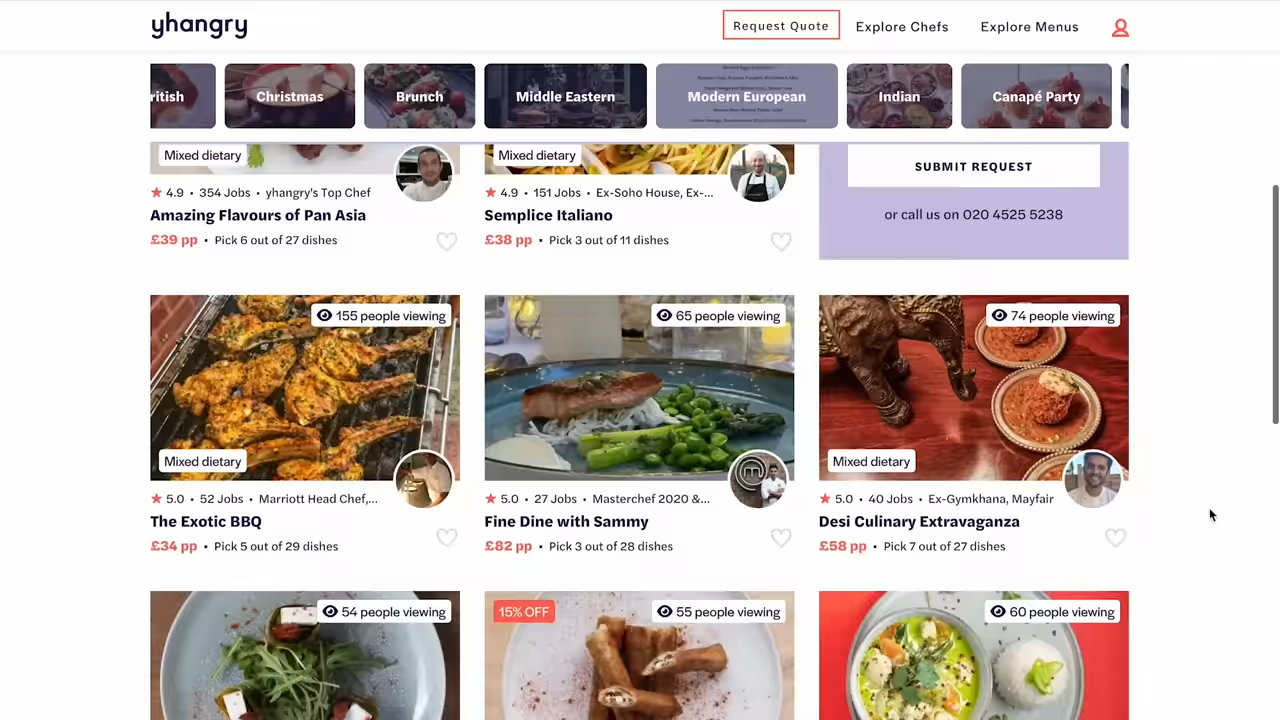 yhangry
Request Quote
Explore Chefs
Explore Menus
ritish
Christmas
Brunch
Middle Eastern
Modern European
Indian
Canapé Party
Mixed dietary
★ 4.9 • 354 Jobs • yhangry's Top Chef
Amazing Flavours of Pan Asia
£39 pp • Pick 6 out of 27 dishes
Mixed dietary
★ 4.9 • 151 Jobs • Ex-Soho House, Ex-...
Semplice Italiano
£38 pp • Pick 3 out of 11 dishes
SUBMIT REQUEST
or call us on 020 4525 5238
155 people viewing
Mixed dietary
★ 5.0 • 52 Jobs • Marriott Head Chef,...
The Exotic BBQ
£34 pp • Pick 5 out of 29 dishes
65 people viewing
★ 5.0 • 27 Jobs • Masterchef 2020 &...
Fine Dine with Sammy
£82 pp • Pick 3 out of 28 dishes
74 people viewing
Mixed dietary
★ 5.0 • 40 Jobs • Ex-Gymkhana, Mayfair
Desi Culinary Extravaganza
£58 pp • Pick 7 out of 27 dishes
54 people viewing
15% OFF
55 people viewing
60 people viewing